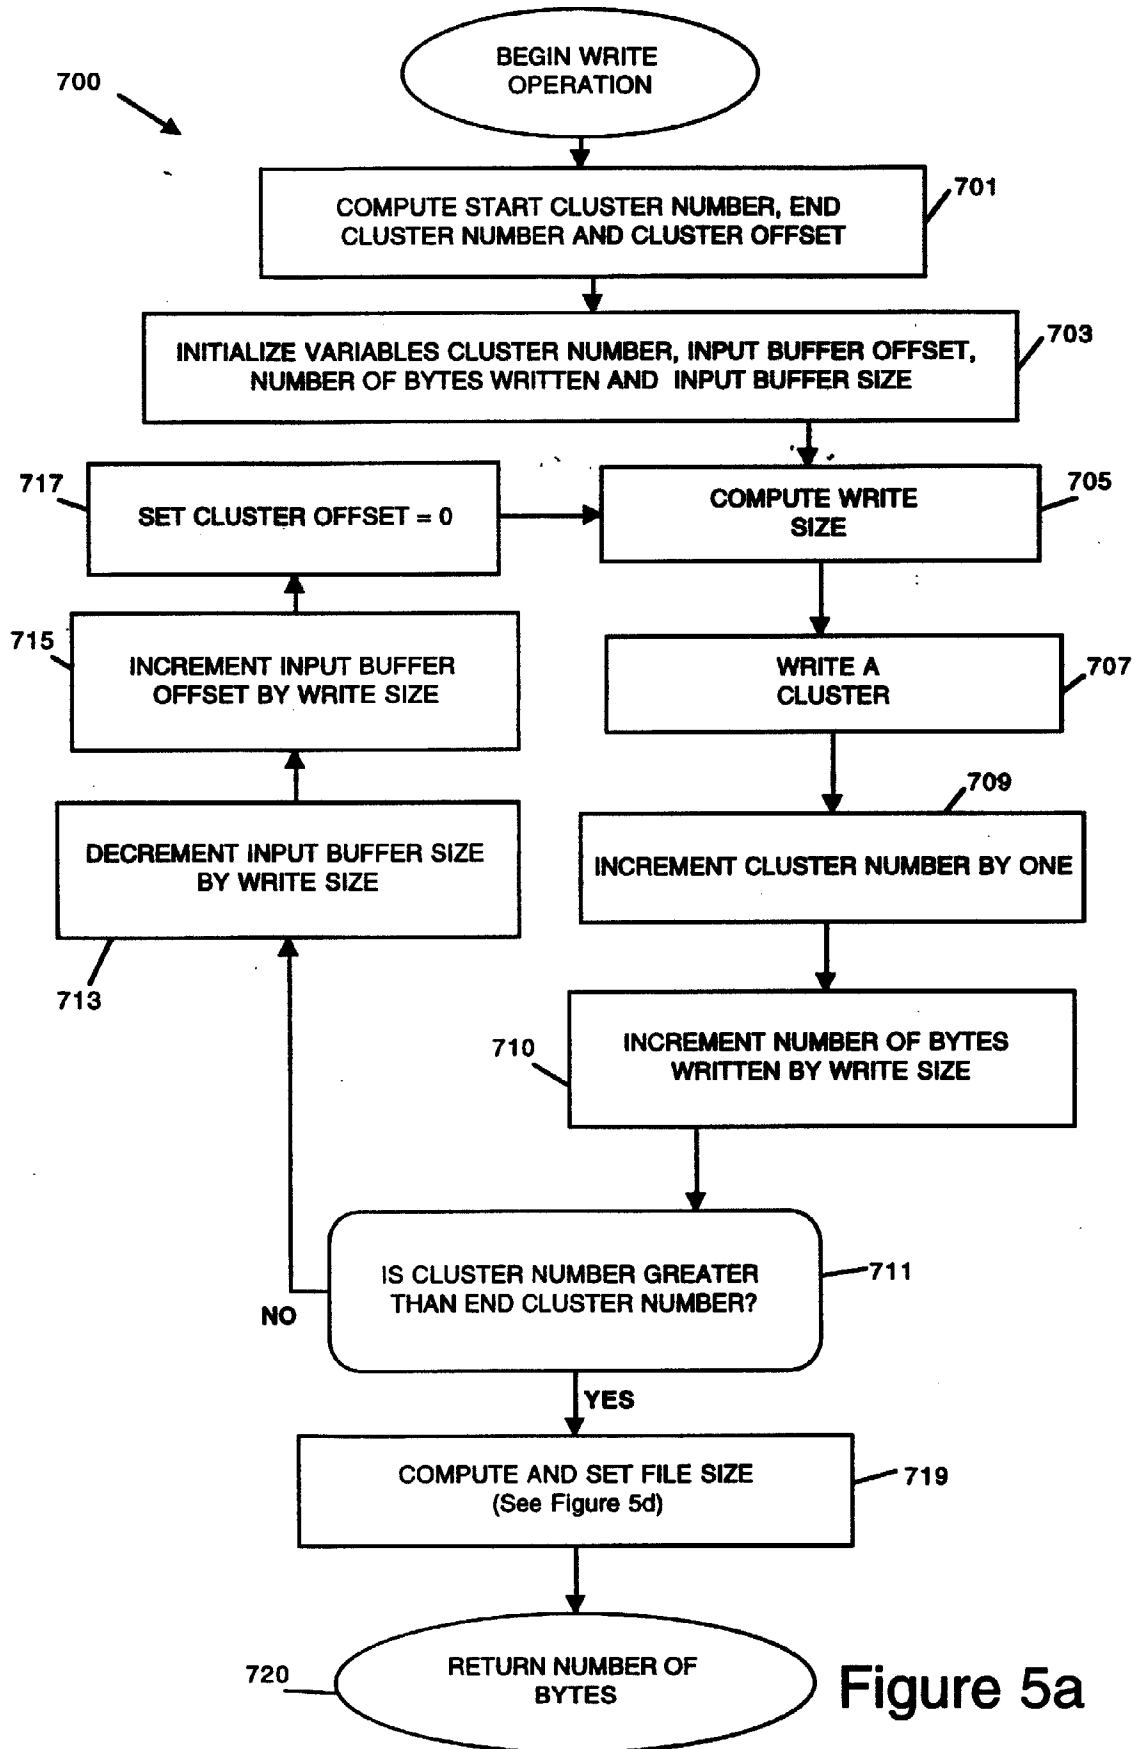 BEGIN WRITE
OPERATION
700
COMPUTE START CLUSTER NUMBER, END
CLUSTER NUMBER AND CLUSTER OFFSET
701
INITIALIZE VARIABLES CLUSTER NUMBER, INPUT BUFFER OFFSET,
NUMBER OF BYTES WRITTEN AND INPUT BUFFER SIZE
703
717
SET CLUSTER OFFSET = 0
COMPUTE WRITE
SIZE
705
715
INCREMENT INPUT BUFFER
OFFSET BY WRITE SIZE
WRITE A
CLUSTER
707
709
DECREMENT INPUT BUFFER SIZE
BY WRITE SIZE
INCREMENT CLUSTER NUMBER BY ONE
713
710
INCREMENT NUMBER OF BYTES
WRITTEN BY WRITE SIZE
IS CLUSTER NUMBER GREATER
THAN END CLUSTER NUMBER?
711
NO
YES
COMPUTE AND SET FILE SIZE
(See Figure 5d)
719
720
RETURN NUMBER OF
BYTES
Figure 5a